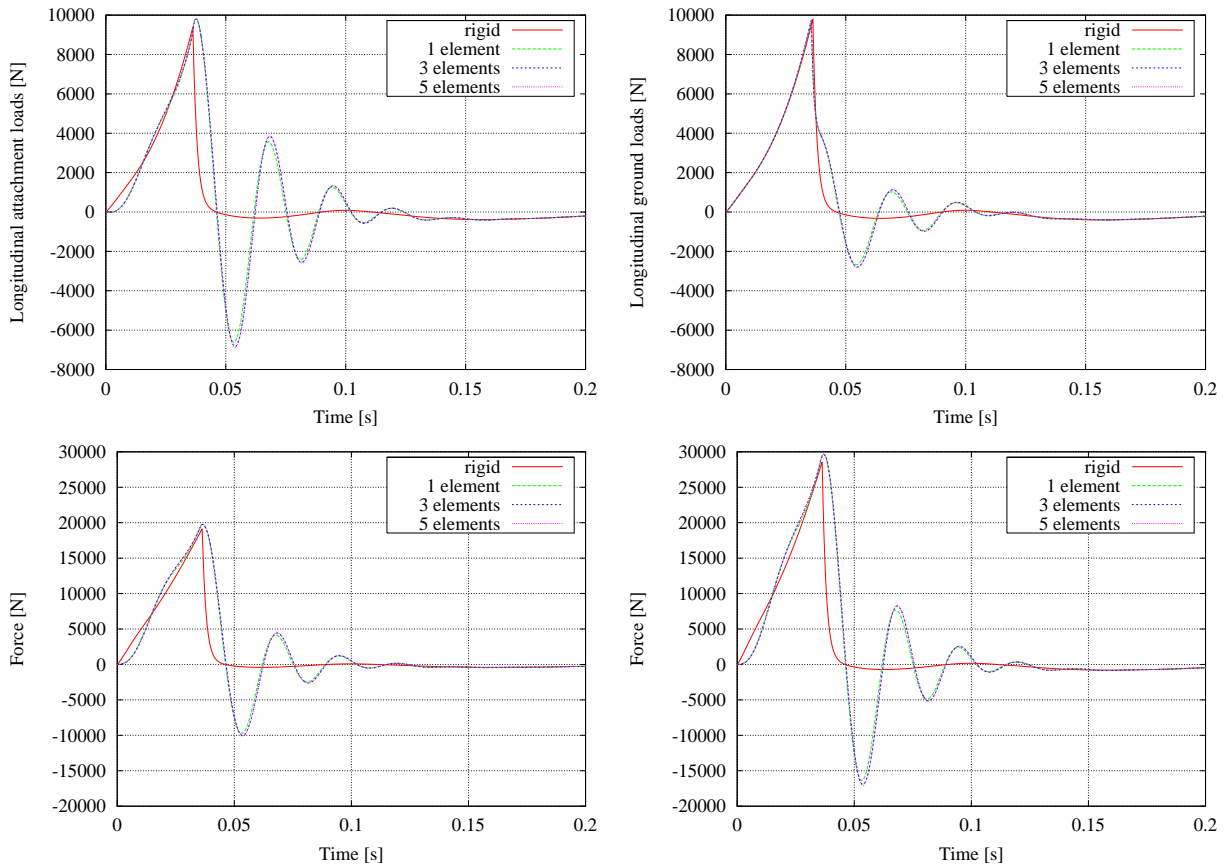 10000
8000
6000
4000
2000
0
-2000
-4000
-6000
-8000
0 0.05 0.1 0.15 0.2
Longitudinal attachment loads [N]
Time [s]
rigid
1 element
3 elements
5 elements
10000
8000
6000
4000
2000
0
-2000
-4000
-6000
-8000
0 0.05 0.1 0.15 0.2
Longitudinal ground loads [N]
Time [s]
rigid
1 element
3 elements
5 elements
30000
25000
20000
15000
10000
5000
0
-5000
-10000
-15000
-20000
0 0.05 0.1 0.15 0.2
Force [N]
Time [s]
rigid
1 element
3 elements
5 elements
30000
25000
20000
15000
10000
5000
0
-5000
-10000
-15000
-20000
0 0.05 0.1 0.15 0.2
Force [N]
Time [s]
rigid
1 element
3 elements
5 elements